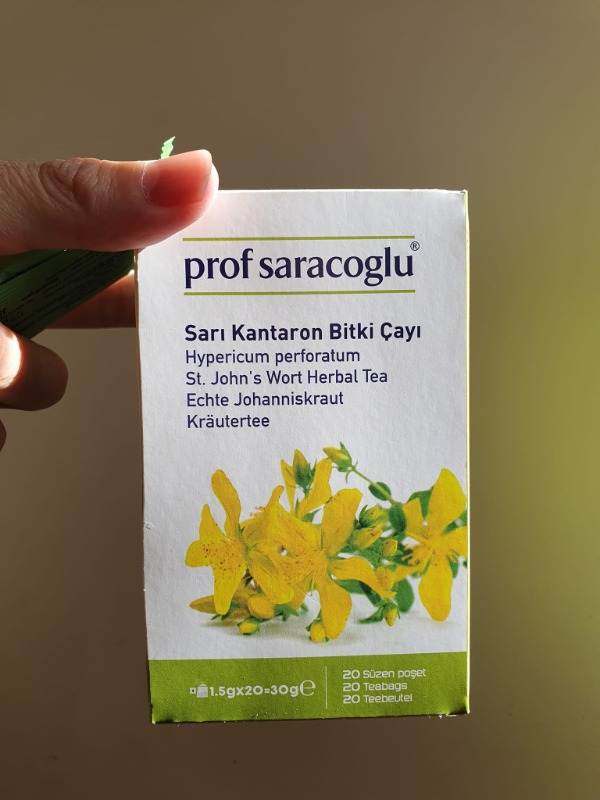 prof saracoglu®
Sarı Kantaron Bitki Çayı
Hypericum perforatum
St. John's Wort Herbal Tea
Echte Johanniskraut
Kräutertee
1.5gx20=30g℮
20 Süzen poşet
20 Teabags
20 Teebeutel